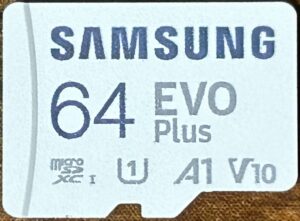 SAMSUNG
64 EVO
Plus
micro SD XC I U1 A1 V10